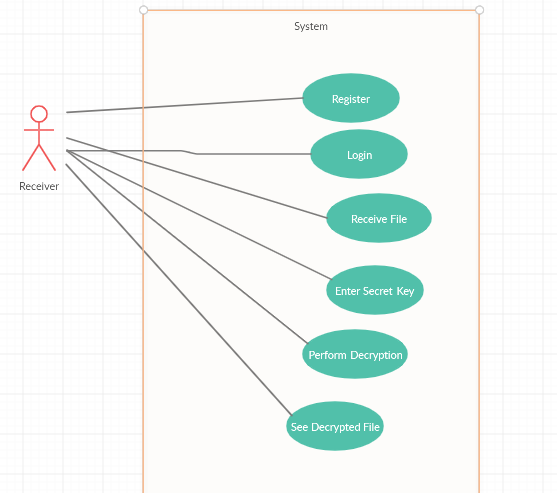 System
Register
Login
Receiver
Receive File
Enter Secret Key
Perform Decryption
See Decrypted File